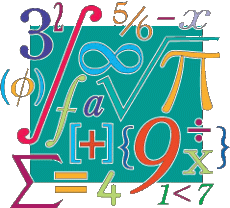 3² ∫ 5/6 − x
(ϕ) ∞ √π
f a
[+] {9 ÷ x}
Σ = 4 1<7